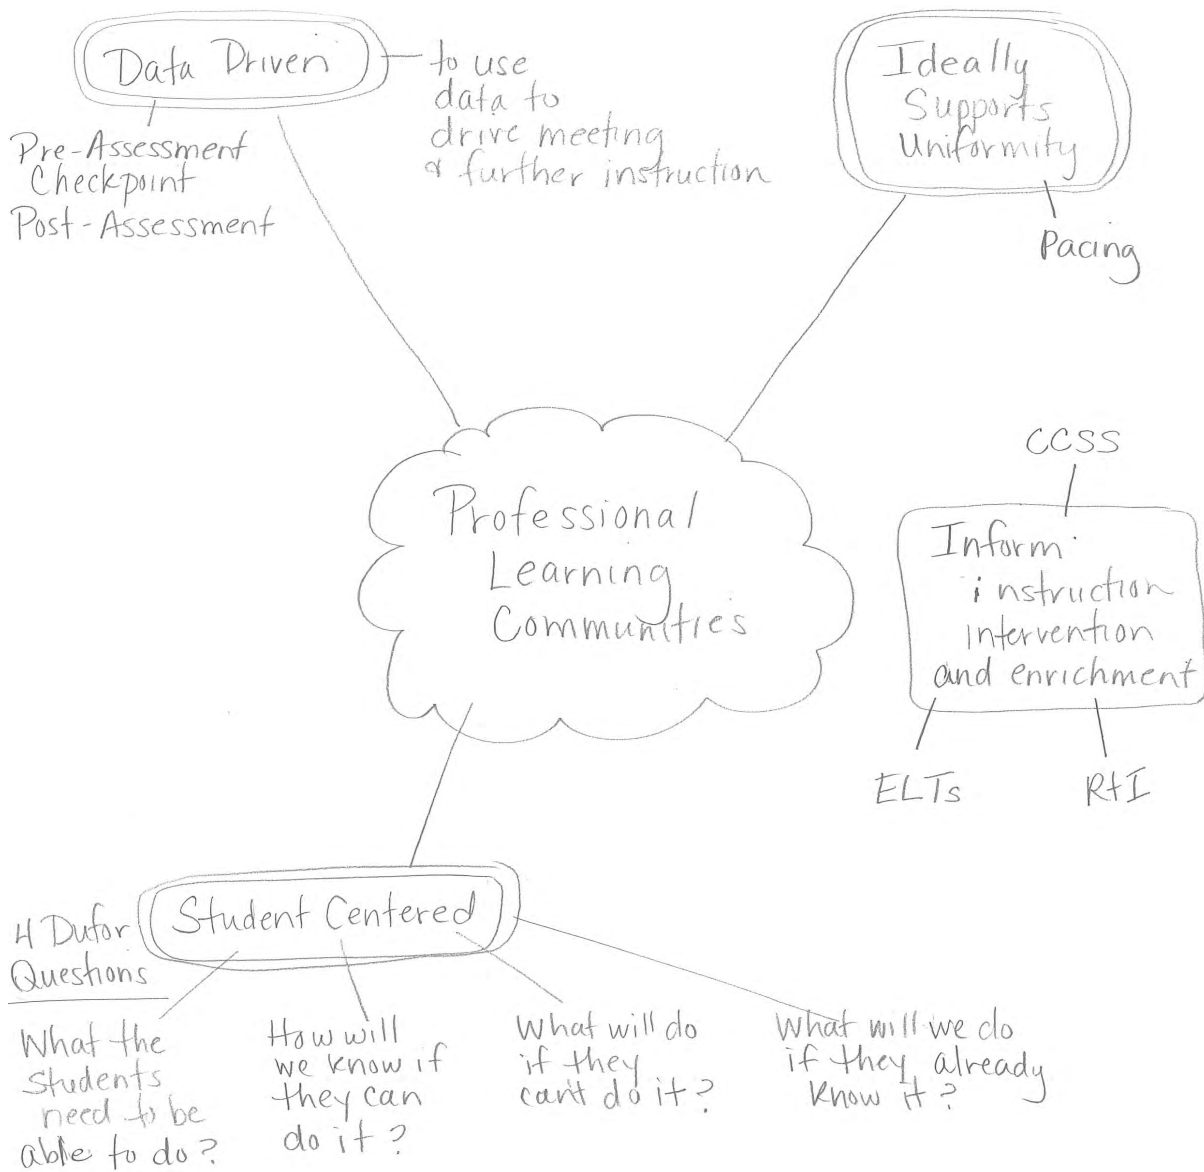 Data Driven
to use
data to
drive meeting
& further instruction
Pre-Assessment
Checkpoint
Post-Assessment
Ideally
Supports
Uniformity
Pacing
Professional
Learning
Communities
CCSS
Inform
instruction
intervention
and enrichment
ELTs
RtI
Student Centered
4 Dufor
Questions
What the
students
need to be
able to do?
How will
we know if
they can
do it?
What will do
if they
can't do it?
What will we do
if they already
know it?